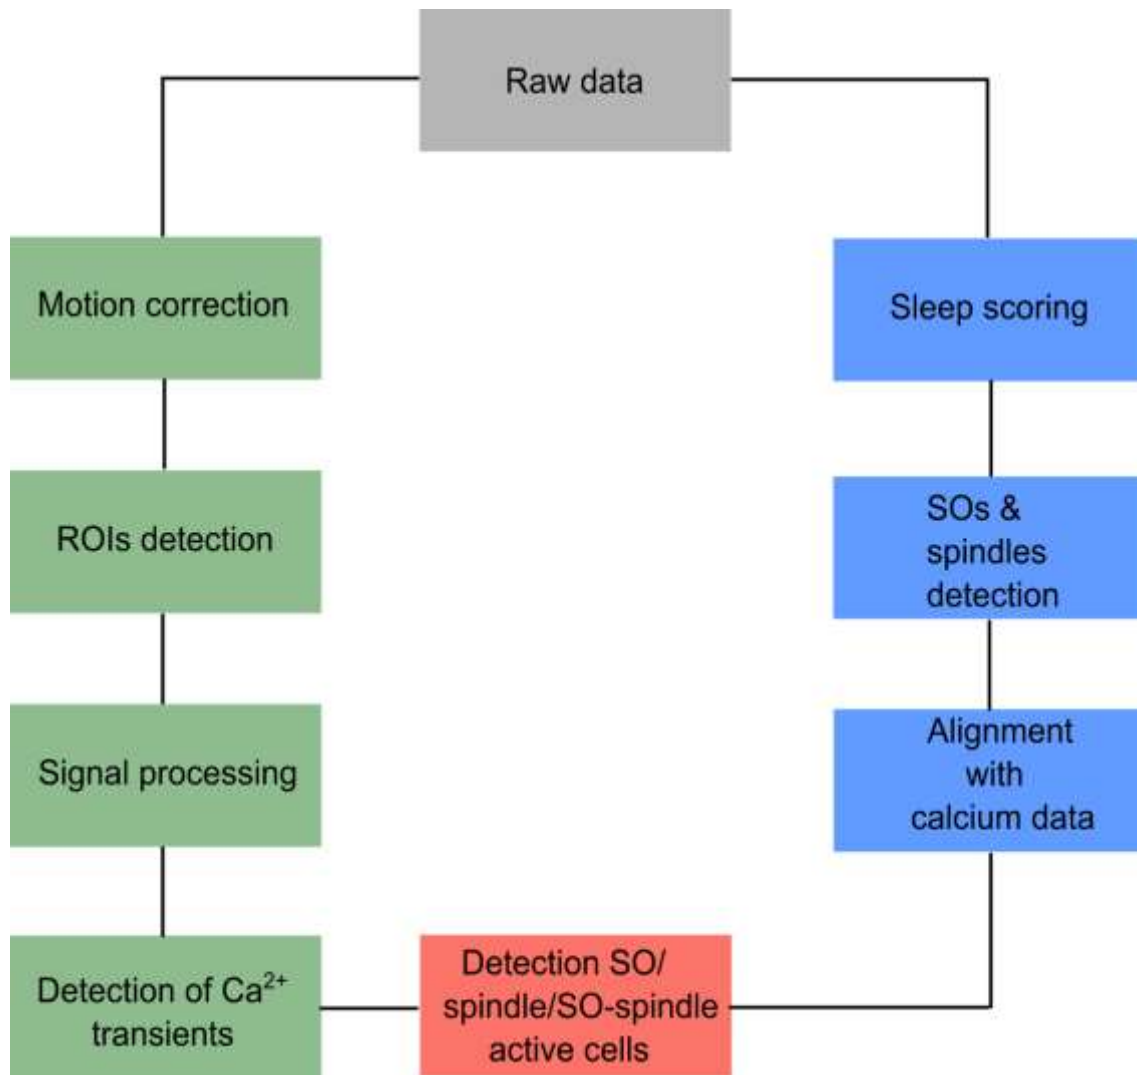 Raw data
Motion correction
Sleep scoring
ROIs detection
SOs &
spindles
detection
Signal processing
Alignment
with
calcium data
Detection of Ca²⁺
transients
Detection SO/
spindle/SO-spindle
active cells